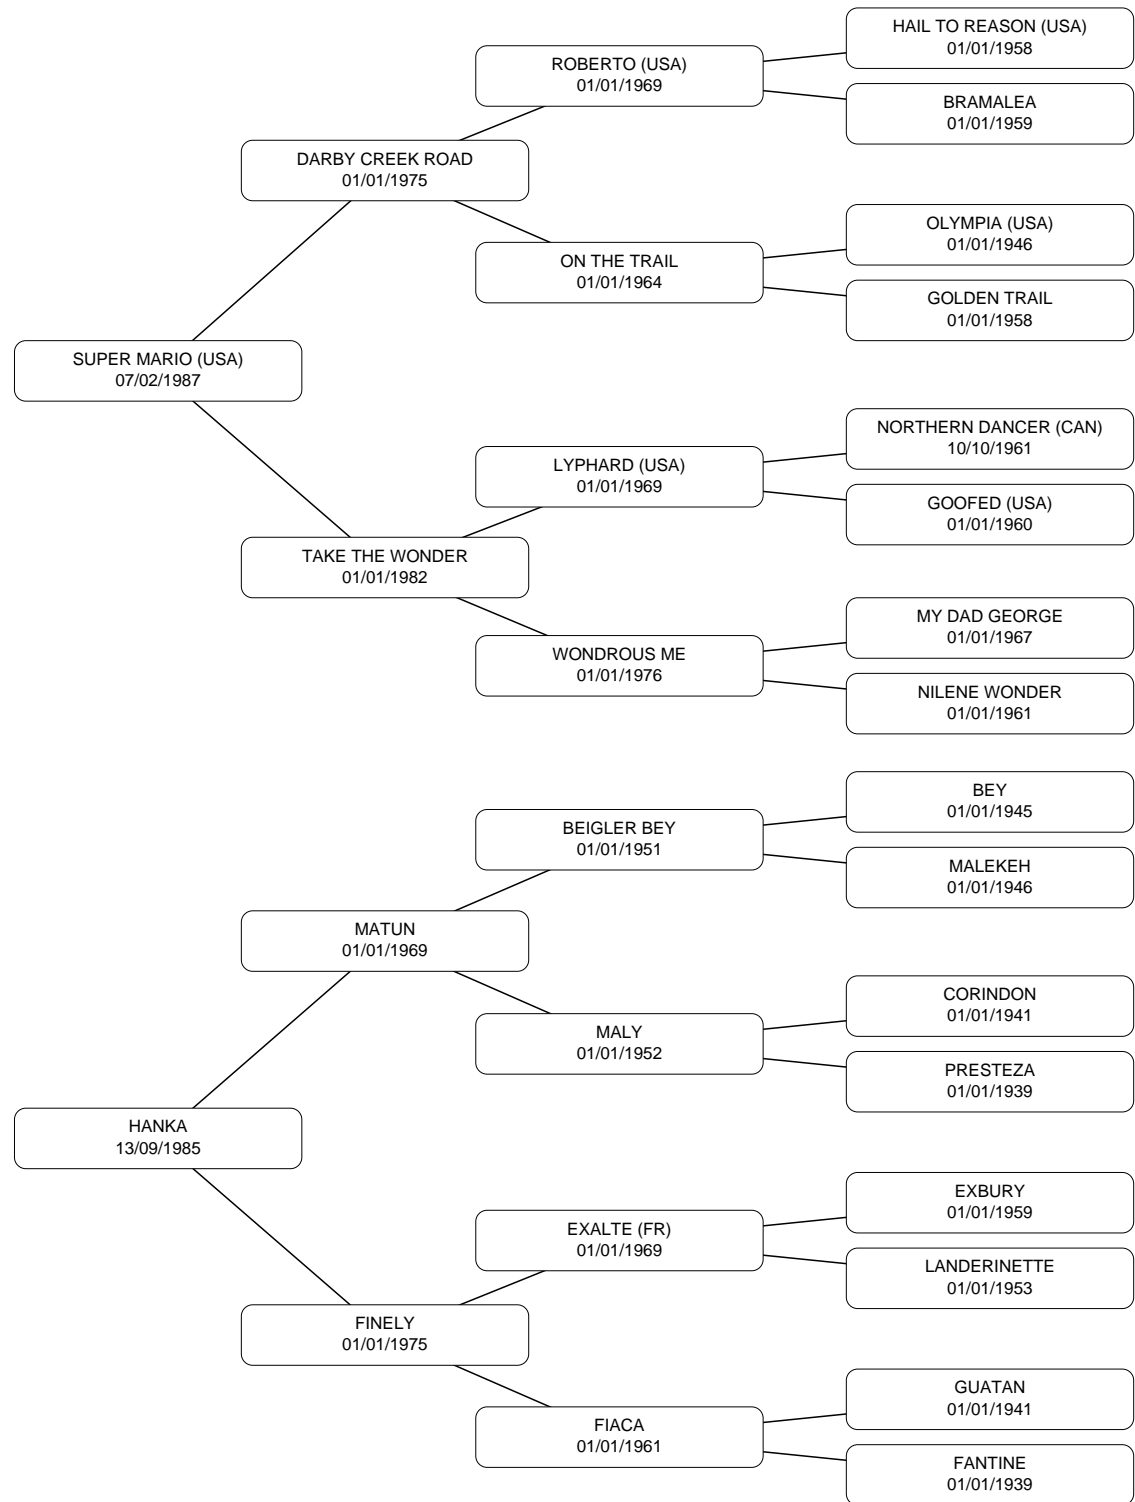 HAIL TO REASON (USA)
01/01/1958
ROBERTO (USA)
01/01/1969
BRAMALEA
01/01/1959
DARBY CREEK ROAD
01/01/1975
OLYMPIA (USA)
01/01/1946
ON THE TRAIL
01/01/1964
GOLDEN TRAIL
01/01/1958
SUPER MARIO (USA)
07/02/1987
NORTHERN DANCER (CAN)
10/10/1961
LYPHARD (USA)
01/01/1969
GOOFED (USA)
01/01/1960
TAKE THE WONDER
01/01/1982
MY DAD GEORGE
01/01/1967
WONDROUS ME
01/01/1976
NILENE WONDER
01/01/1961
BEY
01/01/1945
BEIGLER BEY
01/01/1951
MALEKEH
01/01/1946
MATUN
01/01/1969
CORINDON
01/01/1941
MALY
01/01/1952
PRESTEZA
01/01/1939
HANKA
13/09/1985
EXBURY
01/01/1959
EXALTE (FR)
01/01/1969
LANDERINETTE
01/01/1953
FINELY
01/01/1975
GUATAN
01/01/1941
FIACA
01/01/1961
FANTINE
01/01/1939